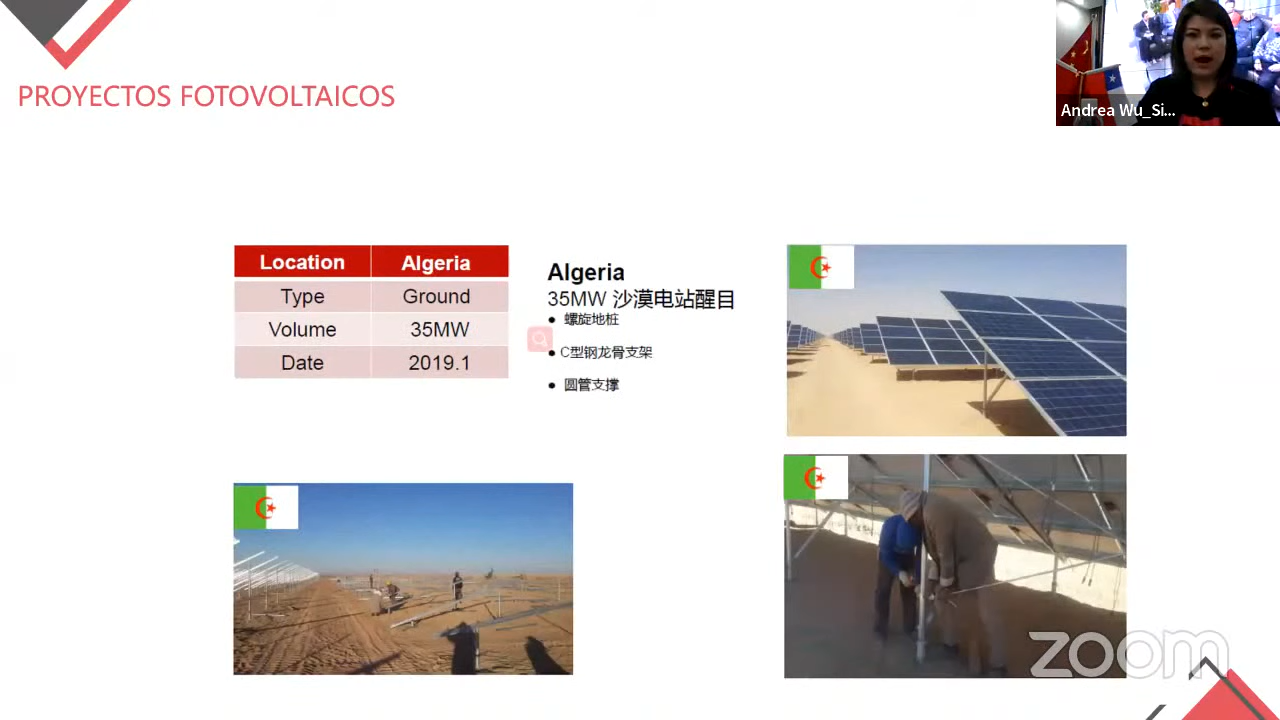 PROYECTOS FOTOVOLTAICOS
Andrea Wu_Si...
Location Algeria
Type Ground
Volume 35MW
Date 2019.1
Algeria
35MW 沙漠电站醒目
● 螺旋地桩
● C型钢龙骨支架
● 圆管支撑
zoom